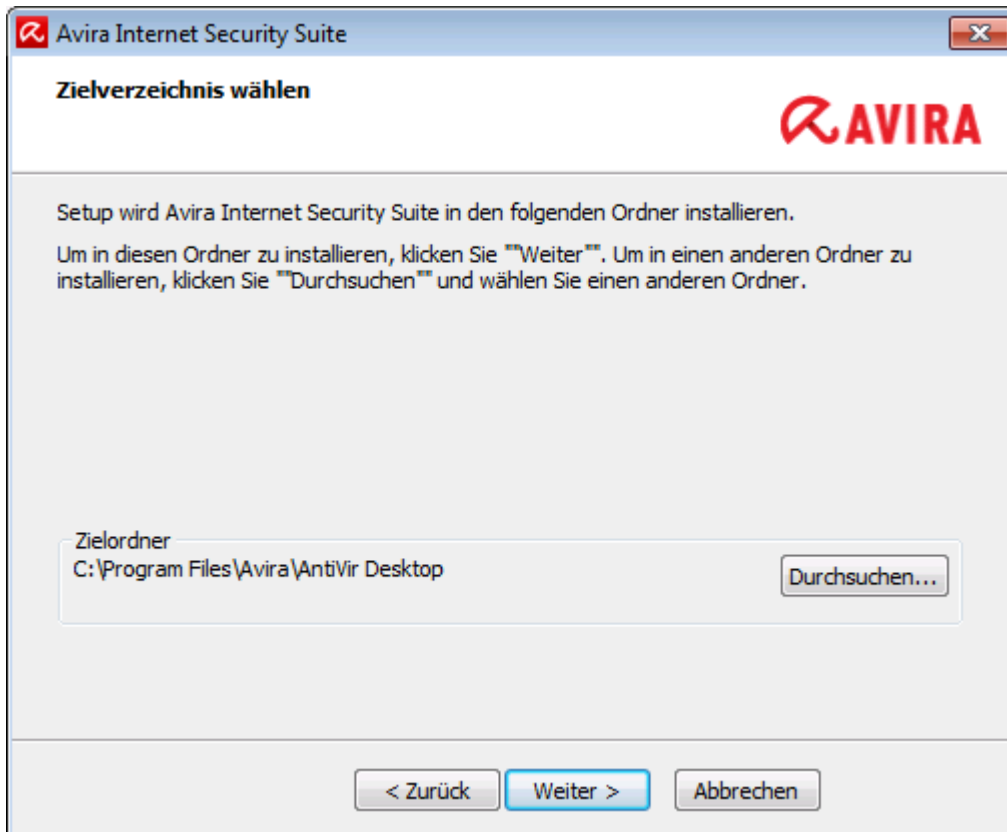 Avira Internet Security Suite
Zielverzeichnis wählen
AVIRA
Setup wird Avira Internet Security Suite in den folgenden Ordner installieren.
Um in diesen Ordner zu installieren, klicken Sie ""Weiter"". Um in einen anderen Ordner zu
installieren, klicken Sie ""Durchsuchen"" und wählen Sie einen anderen Ordner.
Zielordner
C:\Program Files\Avira\AntiVir Desktop
Durchsuchen...
< Zurück
Weiter >
Abbrechen